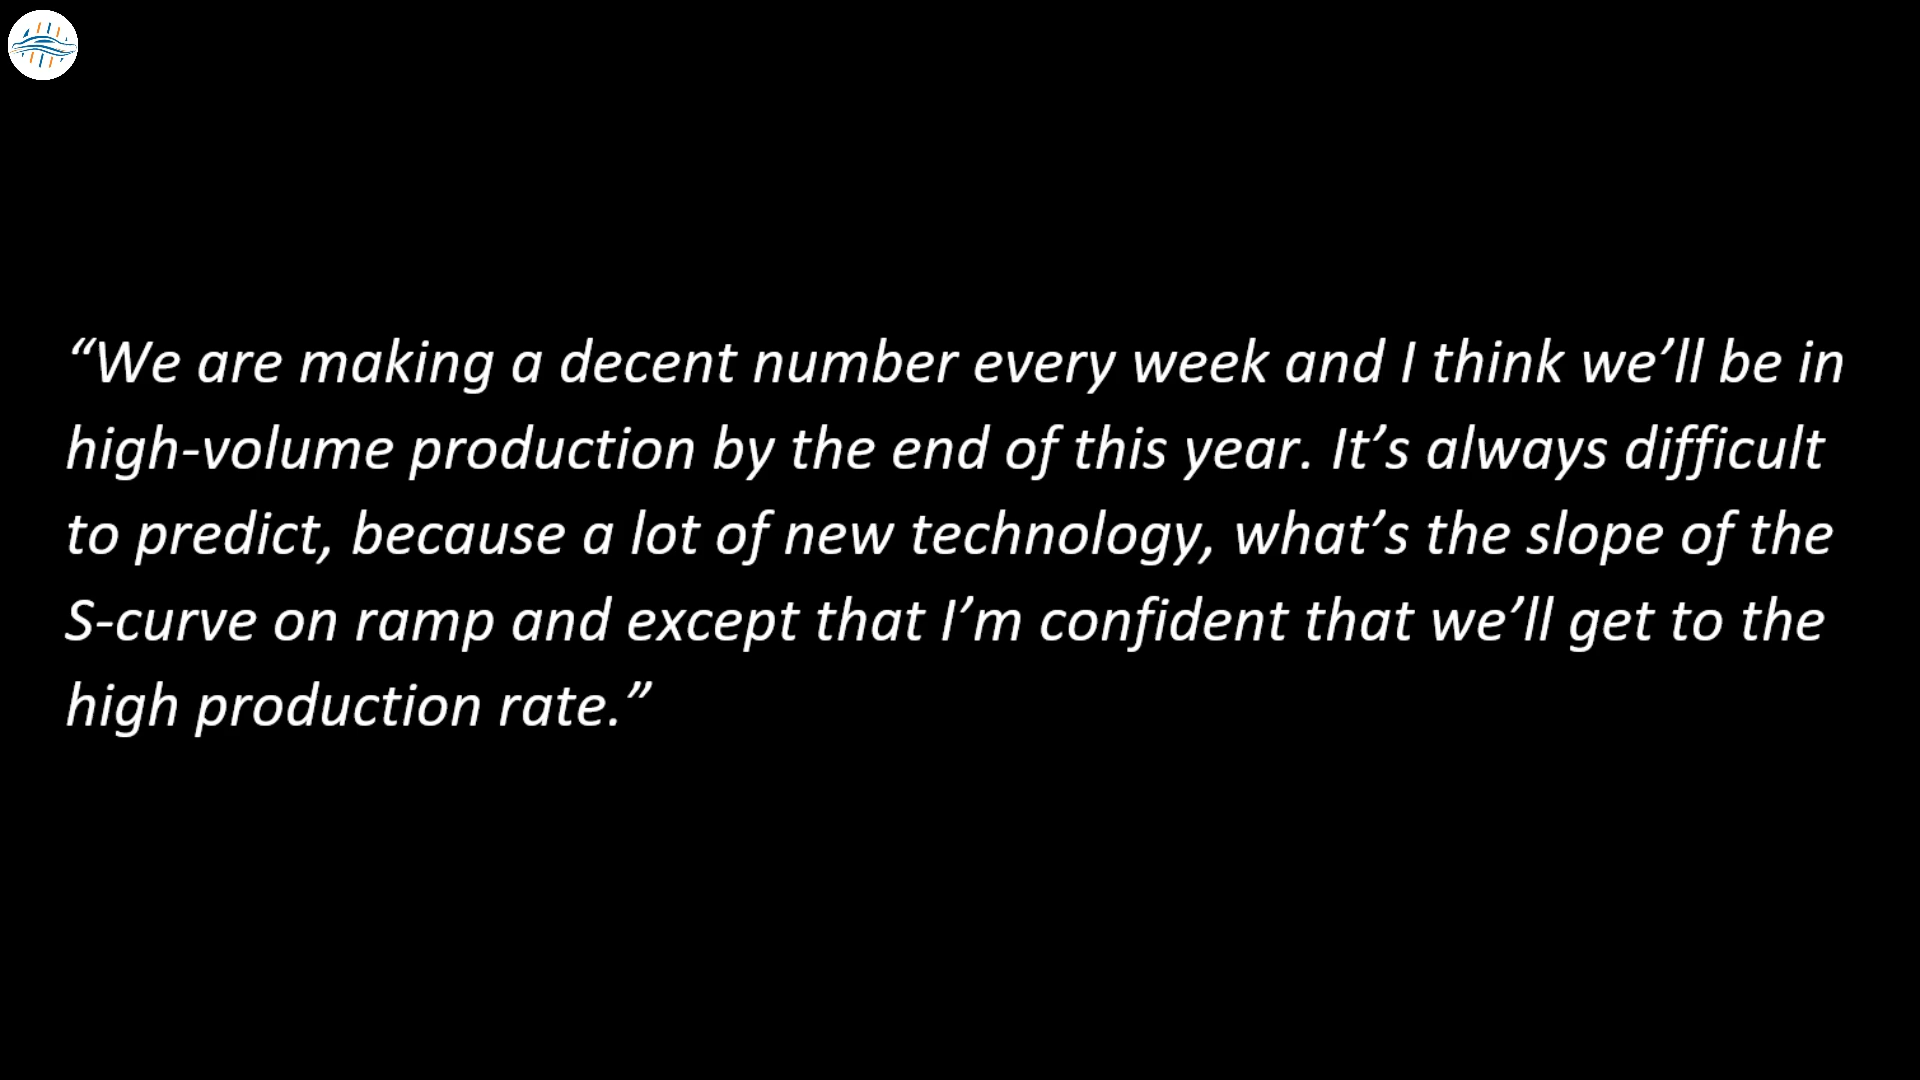 “We are making a decent number every week and I think we’ll be in
high-volume production by the end of this year. It’s always difficult
to predict, because a lot of new technology, what’s the slope of the
S-curve on ramp and except that I’m confident that we’ll get to the
high production rate.”